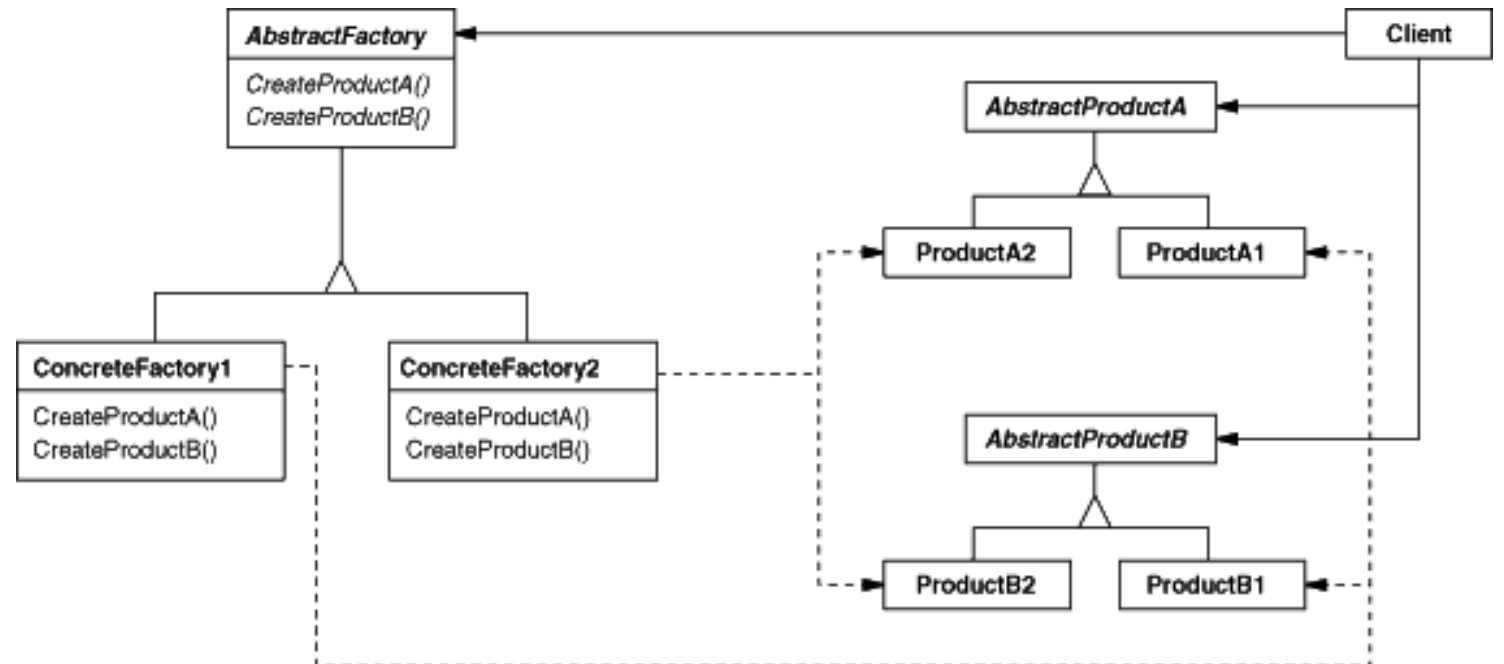 AbstractFactory
CreateProductA()
CreateProductB()
Client
AbstractProductA
ProductA2
ProductA1
ConcreteFactory1
CreateProductA()
CreateProductB()
ConcreteFactory2
CreateProductA()
CreateProductB()
AbstractProductB
ProductB2
ProductB1